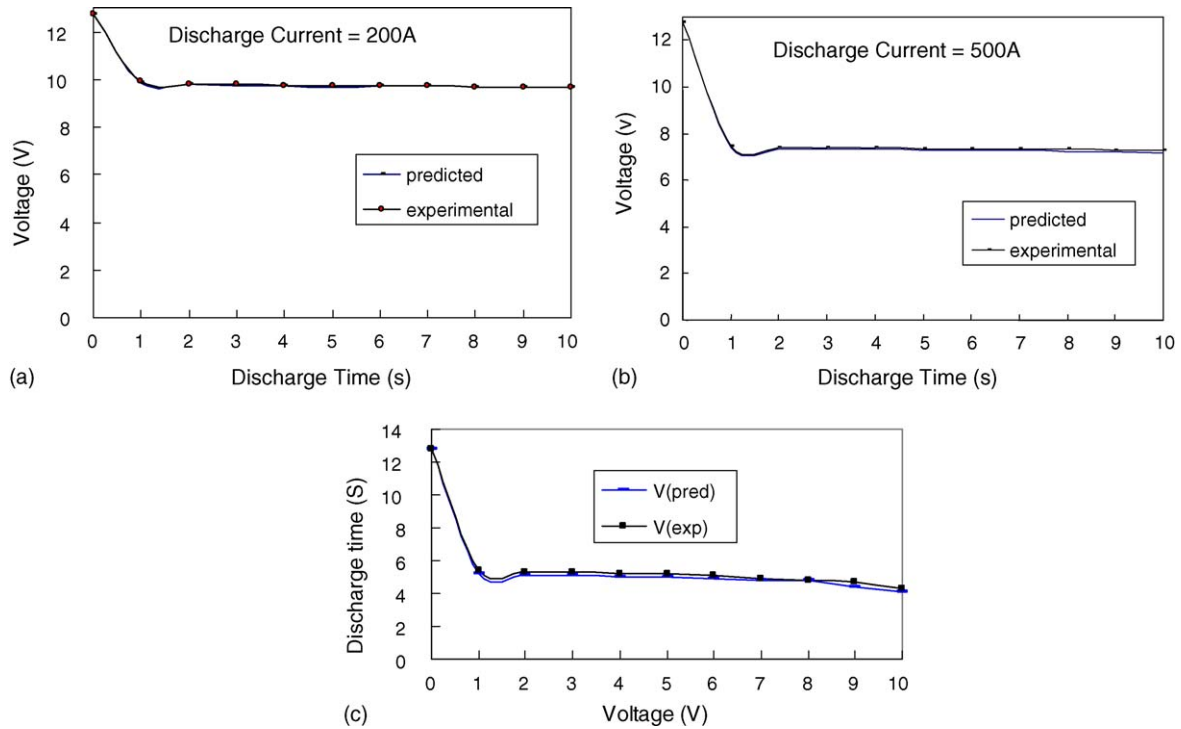 Discharge Current = 200A
12
10
8
6
4
2
0
Voltage (V)
predicted
experimental
0 1 2 3 4 5 6 7 8 9 10
Discharge Time (s)
(a)
Discharge Current = 500A
12
10
8
6
4
2
0
Voltage (v)
predicted
experimental
0 1 2 3 4 5 6 7 8 9 10
Discharge Time (s)
(b)
14
12
10
8
6
4
2
0
Discharge time (S)
V(pred)
V(exp)
0 1 2 3 4 5 6 7 8 9 10
Voltage (V)
(c)